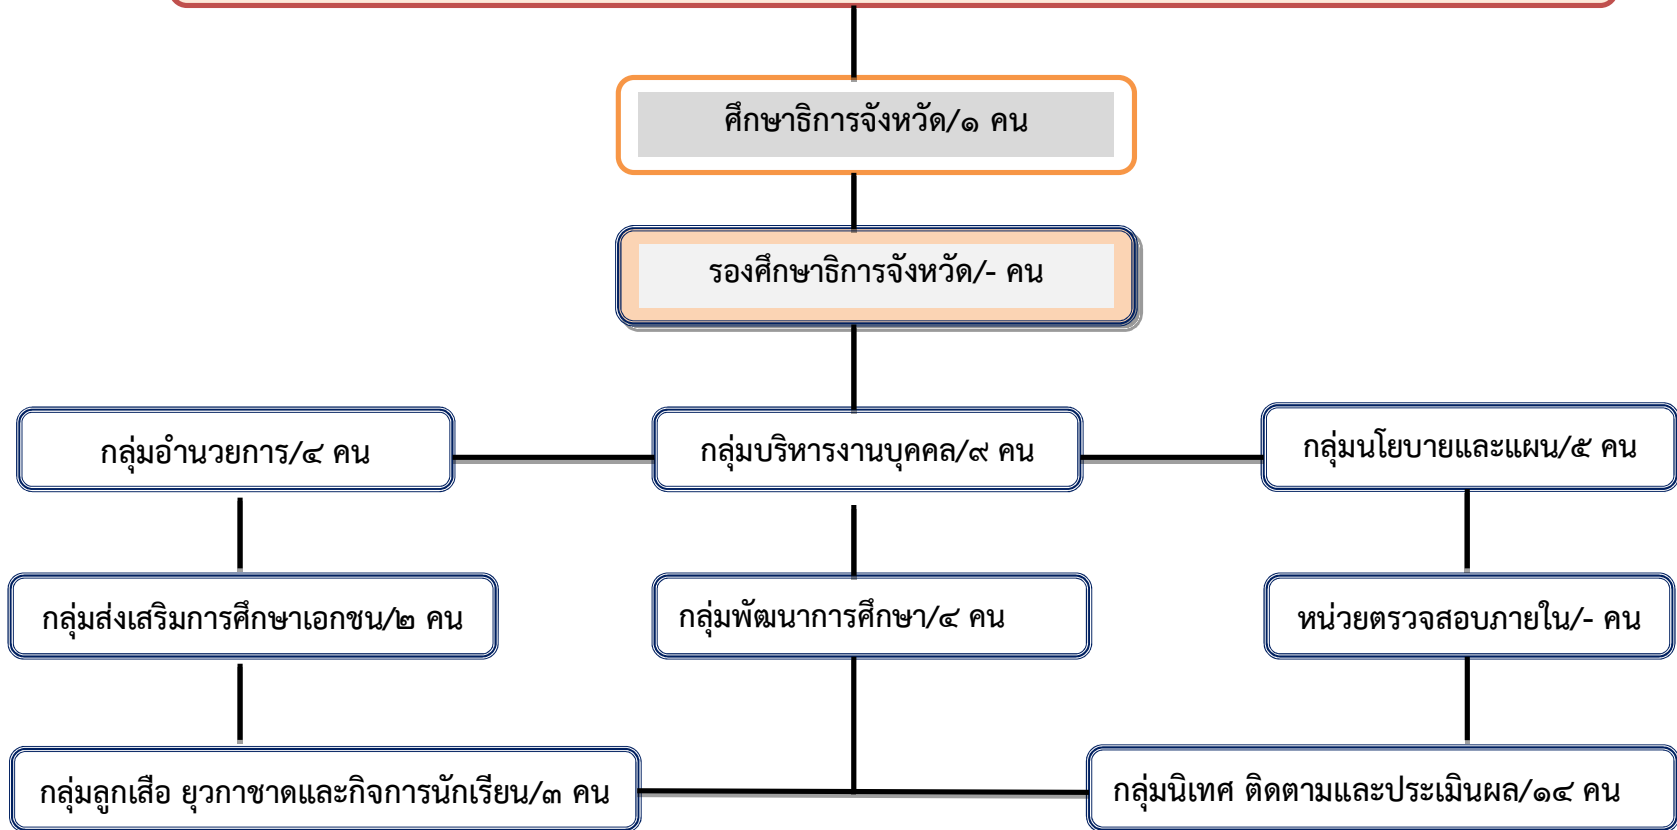 ศึกษาธิการจังหวัด/๑ คน
รองศึกษาธิการจังหวัด/- คน
กลุ่มอำนวยการ/๔ คน
กลุ่มบริหารงานบุคคล/๙ คน
กลุ่มนโยบายและแผน/๕ คน
กลุ่มส่งเสริมการศึกษาเอกชน/๒ คน
กลุ่มพัฒนาการศึกษา/๔ คน
หน่วยตรวจสอบภายใน/- คน
กลุ่มลูกเสือ ยุวกาชาดและกิจการนักเรียน/๓ คน
กลุ่มนิเทศ ติดตามและประเมินผล/๑๔ คน